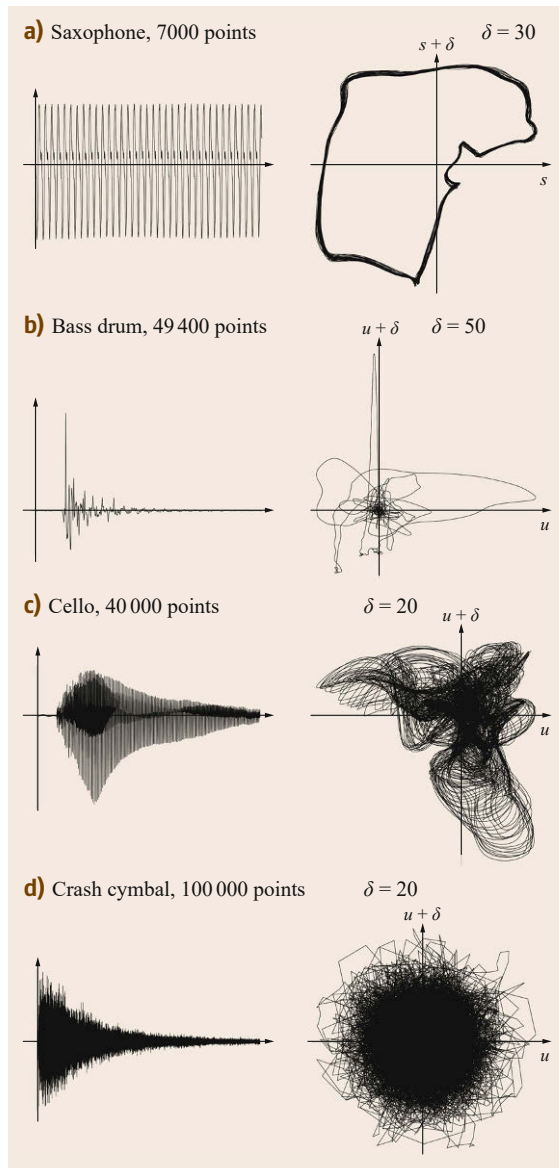 a) Saxophone, 7000 points
s + δ
δ = 30
s
b) Bass drum, 49 400 points
u + δ
δ = 50
u
c) Cello, 40 000 points
δ = 20
u + δ
u
d) Crash cymbal, 100 000 points
δ = 20
u + δ
u